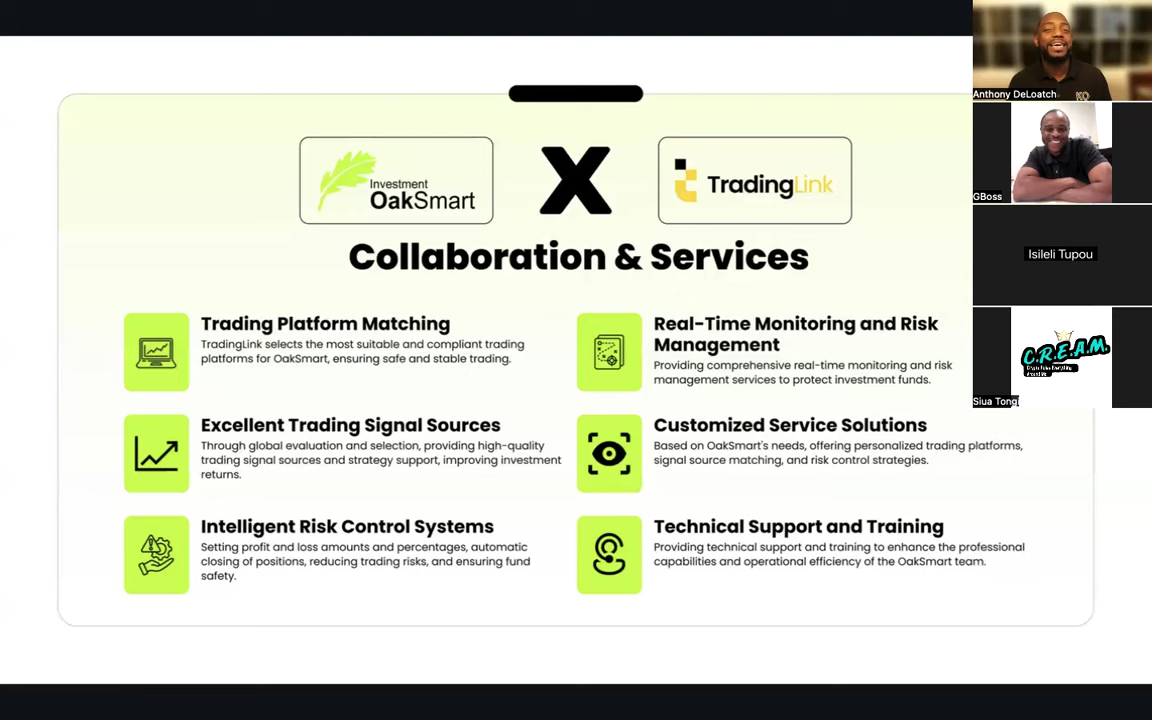 Investment
OakSmart
X
TradingLink
Collaboration & Services
Trading Platform Matching
TradingLink selects the most suitable and compliant trading
platforms for OakSmart, ensuring safe and stable trading.
Excellent Trading Signal Sources
Through global evaluation and selection, providing high-quality
trading signal sources and strategy support, improving investment
returns.
Intelligent Risk Control Systems
Setting profit and loss amounts and percentages, automatic
closing of positions, reducing trading risks, and ensuring fund
safety.
Real-Time Monitoring and Risk
Management
Providing comprehensive real-time monitoring and risk
management services to protect investment funds.
Customized Service Solutions
Based on OakSmart's needs, offering personalized trading platforms,
signal source matching, and risk control strategies.
Technical Support and Training
Providing technical support and training to enhance the professional
capabilities and operational efficiency of the OakSmart team.
Anthony DeLoatch
GBoss
Isileli Tupou
C.R.E.A.M.
Siua Tong